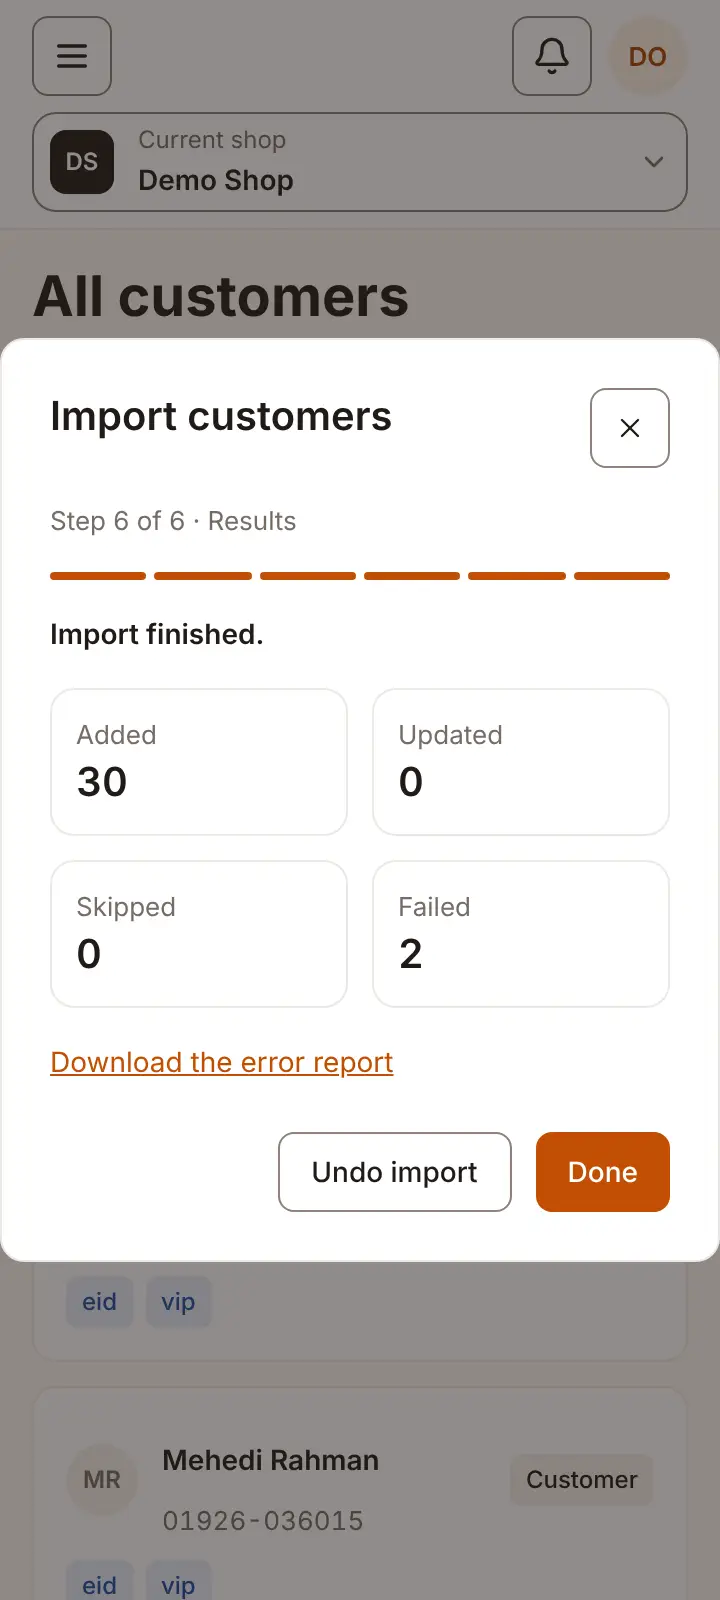 DO
DS
Current shop
Demo Shop
All customers
Import customers
Step 6 of 6 · Results
Import finished.
Added
30
Updated
0
Skipped
0
Failed
2
Download the error report
Undo import
Done
eid
vip
MR
Mehedi Rahman
01926-036015
Customer
eid
vip